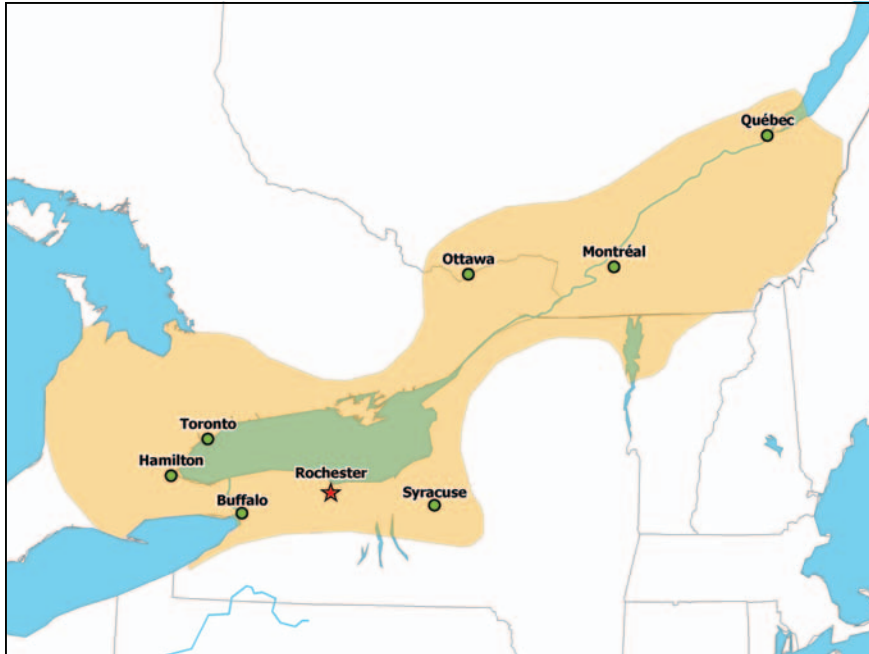 Québec
Ottawa
Montréal
Toronto
Hamilton
Rochester
Buffalo
Syracuse